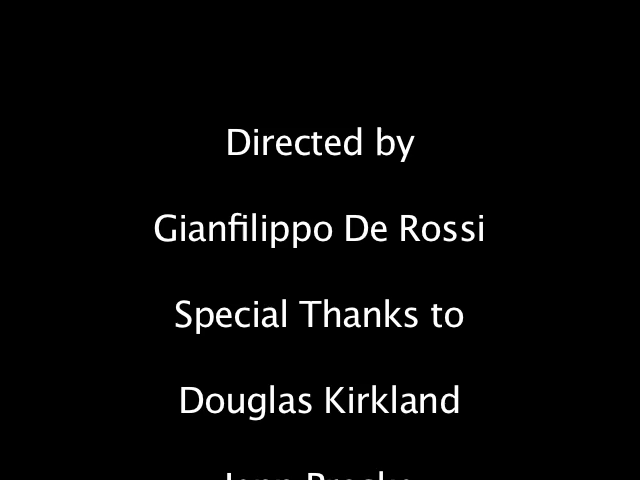 Directed by
Gianfilippo De Rossi
Special Thanks to
Douglas Kirkland